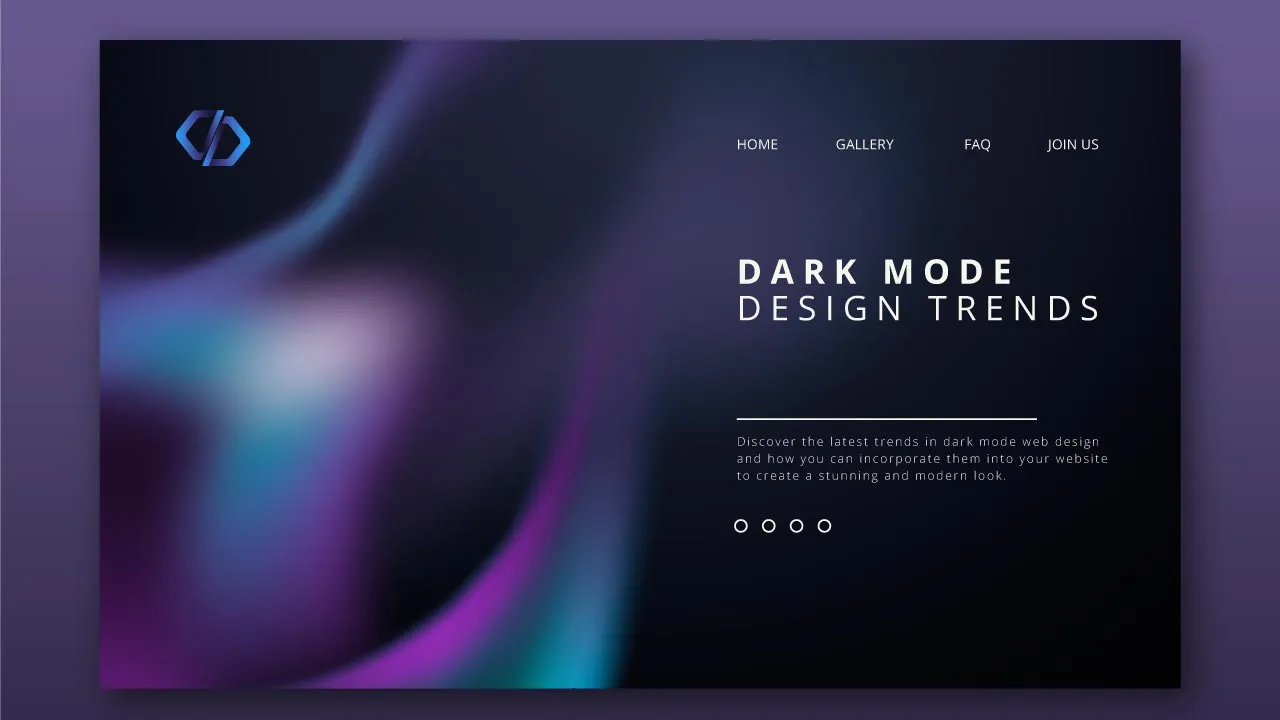 HOME GALLERY FAQ JOIN US
DARK MODE
DESIGN TRENDS
Discover the latest trends in dark mode web design
and how you can incorporate them into your website
to create a stunning and modern look.